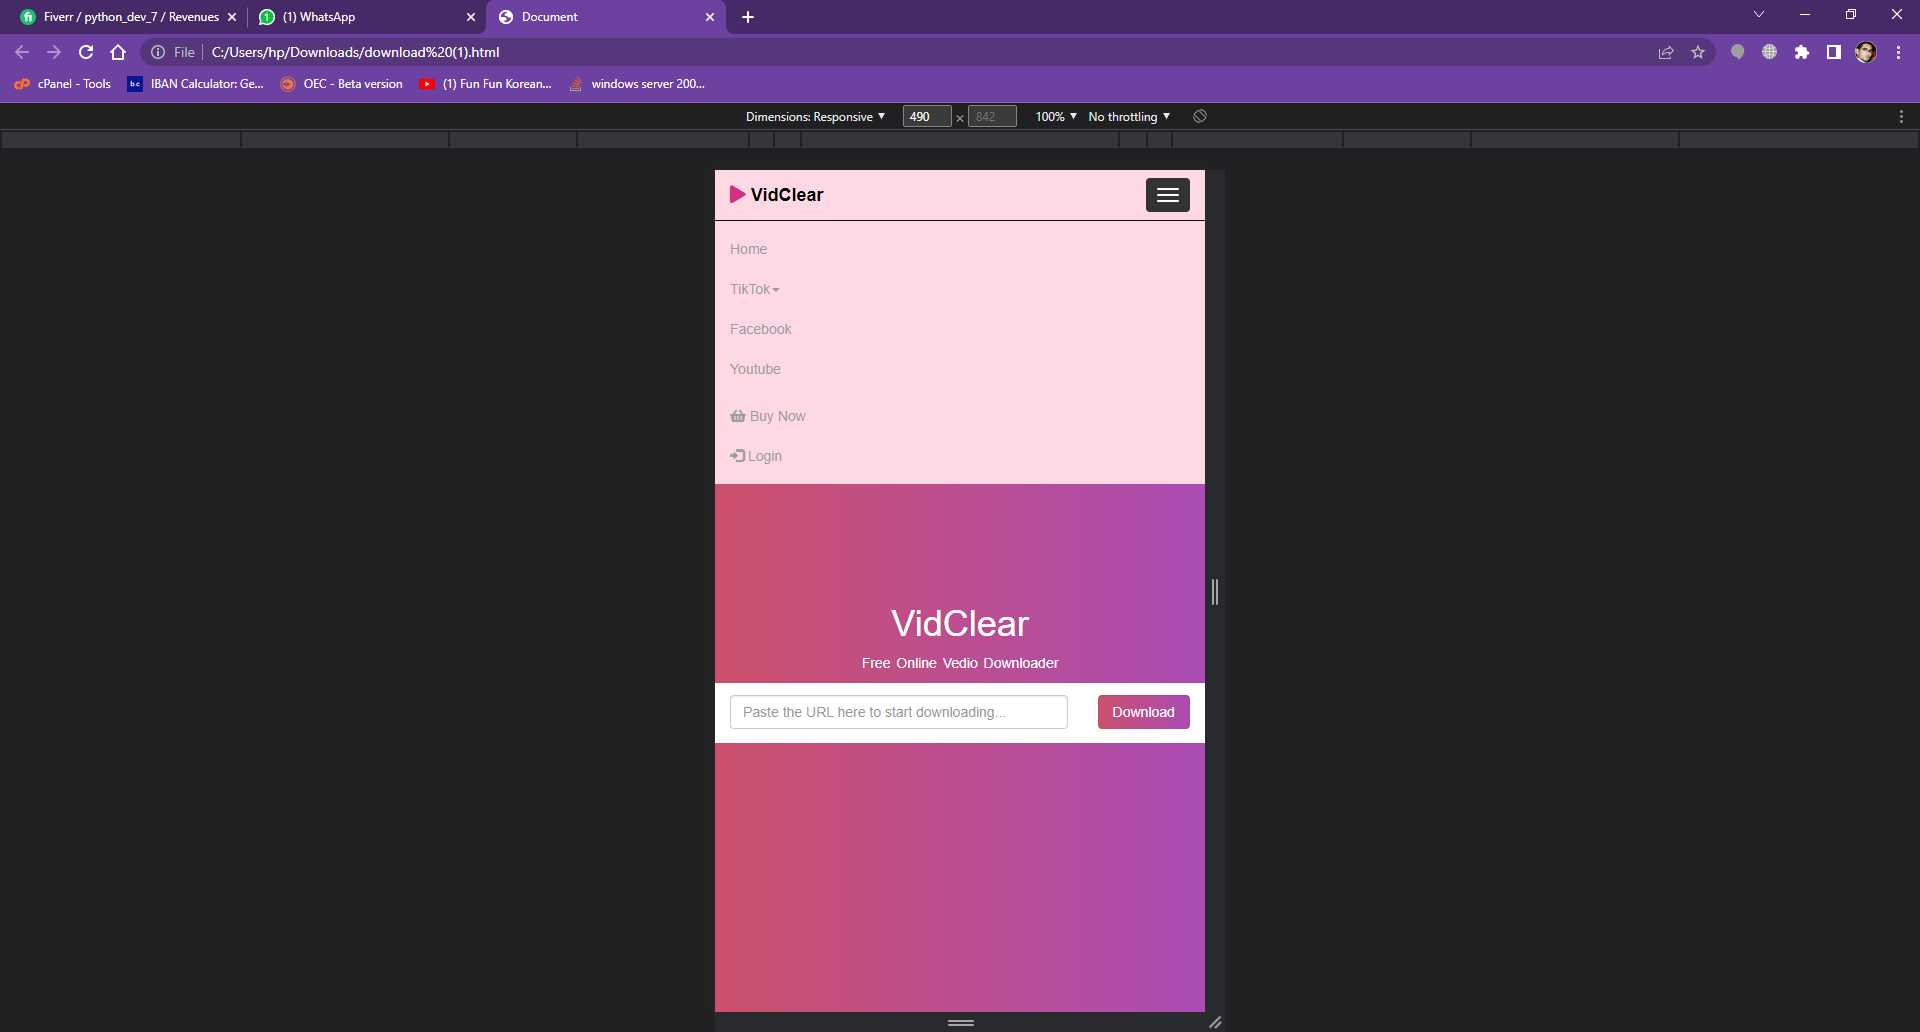 Fiverr / python_dev_7 / Revenues
(1) WhatsApp
Document
File
C:/Users/hp/Downloads/download%20(1).html
cPanel - Tools
IBAN Calculator: Ge...
OEC - Beta version
(1) Fun Fun Korean...
windows server 200...
Dimensions: Responsive 490 × 842 100% No throttling
VidClear
Home
TikTok
Facebook
Youtube
Buy Now
Login
VidClear
Free Online Vedio Downloader
Paste the URL here to start downloading...
Download